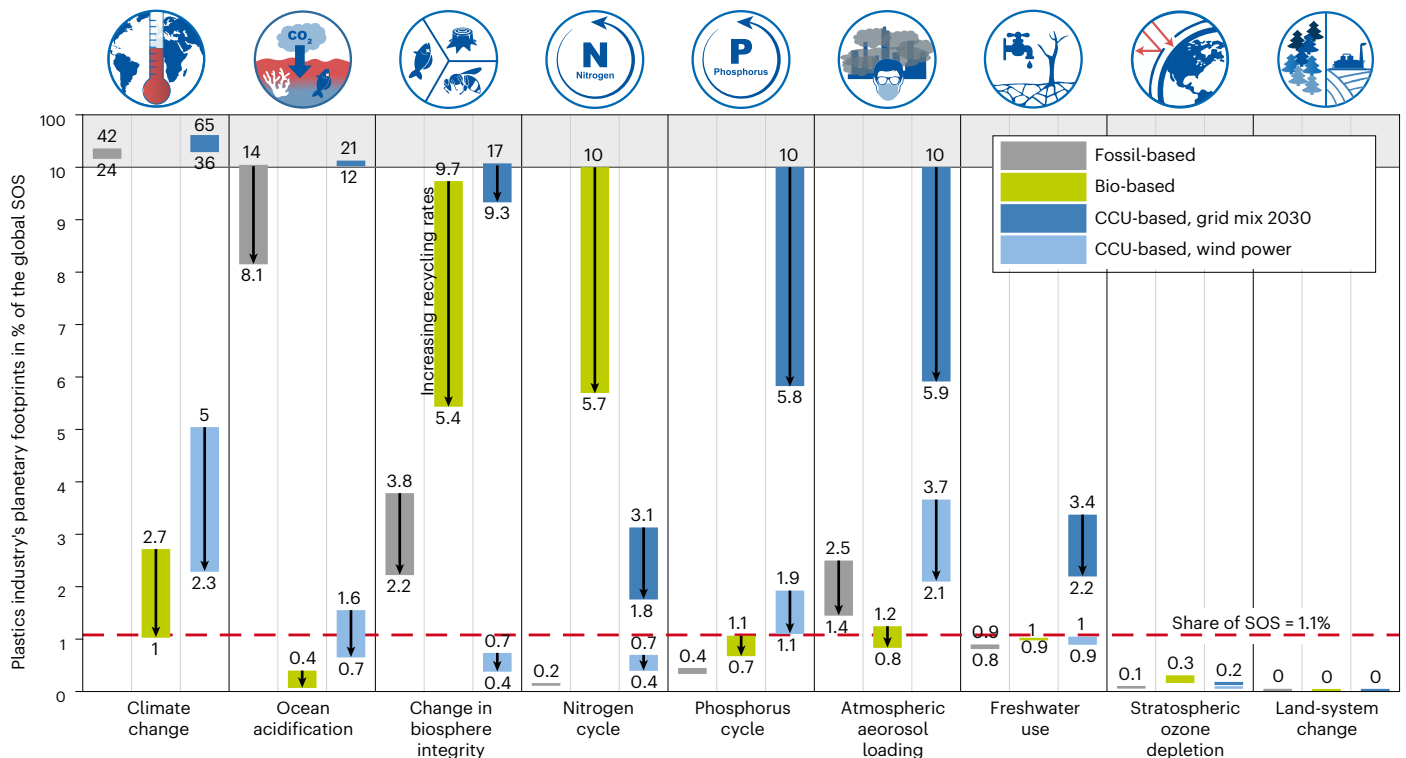 CO2
N
Nitrogen
P
Phosphorus
Plastics industry's planetary footprints in % of the global SOS
100
10
9
8
7
6
5
4
3
2
1
0
42
24
65
36
2.7
1
5
2.3
14
8.1
21
12
0.4
1.6
0.7
Increasing recycling rates
3.8
2.2
9.7
5.4
17
9.3
0.7
0.4
0.2
10
5.7
3.1
1.8
0.7
0.4
0.4
1.1
0.7
10
5.8
1.9
1.1
2.5
1.4
1.2
0.8
10
5.9
3.7
2.1
0.9
0.8
1
0.9
3.4
2.2
1
0.9
0.1
0.3
0.2
0
0
0
Fossil-based
Bio-based
CCU-based, grid mix 2030
CCU-based, wind power
Share of SOS = 1.1%
Climate
change
Ocean
acidification
Change in
biosphere
integrity
Nitrogen
cycle
Phosphorus
cycle
Atmospheric
aeorosol
loading
Freshwater
use
Stratospheric
ozone
depletion
Land-system
change